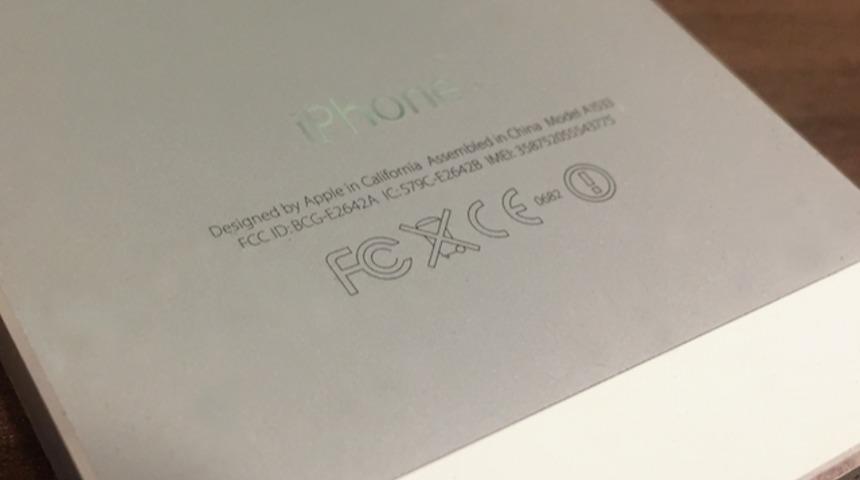 iPhone
Designed by Apple in California Assembled in China Model A1533
FCC ID: BCG-E2642A IC: 579C-E2642B IMEI: 358752055543775
FC CE 0682